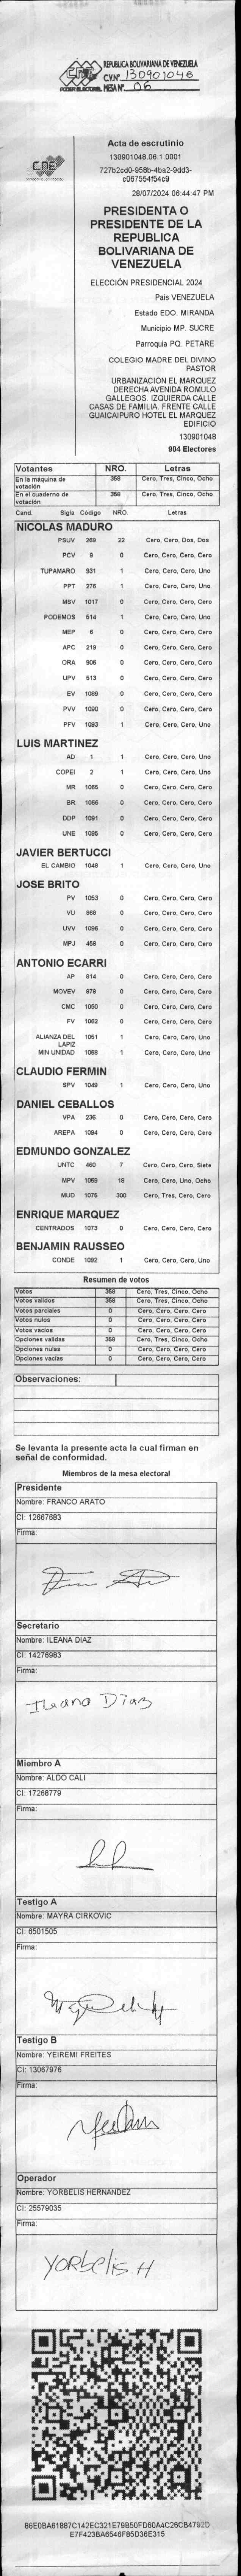 CNE
PODER ELECTORAL
REPUBLICA BOLIVARIANA DE VENEZUELA
CV.Nº 130901048
MESA Nº 06
CNE
Acta de escrutinio
130901048.06.1.0001
727b2cd0-958b-4ba2-9dd3-
c067554f54c9
28/07/2024 06:44:47 PM
PRESIDENTA O
PRESIDENTE DE LA
REPUBLICA
BOLIVARIANA DE
VENEZUELA
ELECCIÓN PRESIDENCIAL 2024
Pais VENEZUELA
Estado EDO. MIRANDA
Municipio MP. SUCRE
Parroquia PQ. PETARE
COLEGIO MADRE DEL DIVINO
PASTOR
URBANIZACION EL MARQUEZ
DERECHA AVENIDA ROMULO
GALLEGOS. IZQUIERDA CALLE
CASAS DE FAMILIA. FRENTE CALLE
GUAICAIPURO HOTEL EL MARQUEZ
EDIFICIO
130901048
904 Electores
Votantes NRO. Letras
En la máquina de votación 358 Cero, Tres, Cinco, Ocho
En el cuaderno de votación 358 Cero, Tres, Cinco, Ocho
Cand. Sigla Código NRO. Letras
NICOLAS MADURO
PSUV 269 22 Cero, Cero, Dos, Dos
PCV 9 0 Cero, Cero, Cero, Cero
TUPAMARO 931 1 Cero, Cero, Cero, Uno
PPT 276 1 Cero, Cero, Cero, Uno
MSV 1017 0 Cero, Cero, Cero, Cero
PODEMOS 514 1 Cero, Cero, Cero, Uno
MEP 6 0 Cero, Cero, Cero, Cero
APC 219 0 Cero, Cero, Cero, Cero
ORA 906 0 Cero, Cero, Cero, Cero
UPV 513 0 Cero, Cero, Cero, Cero
EV 1089 0 Cero, Cero, Cero, Cero
PVV 1090 0 Cero, Cero, Cero, Cero
PFV 1093 1 Cero, Cero, Cero, Uno
LUIS MARTINEZ
AD 1 1 Cero, Cero, Cero, Uno
COPEI 2 1 Cero, Cero, Cero, Uno
MR 1065 0 Cero, Cero, Cero, Cero
BR 1066 0 Cero, Cero, Cero, Cero
DDP 1091 0 Cero, Cero, Cero, Cero
UNE 1095 0 Cero, Cero, Cero, Cero
JAVIER BERTUCCI
EL CAMBIO 1048 1 Cero, Cero, Cero, Uno
JOSE BRITO
PV 1053 0 Cero, Cero, Cero, Cero
VU 968 0 Cero, Cero, Cero, Cero
UVV 1096 0 Cero, Cero, Cero, Cero
MPJ 458 0 Cero, Cero, Cero, Cero
ANTONIO ECARRI
AP 914 0 Cero, Cero, Cero, Cero
MOVEV 979 0 Cero, Cero, Cero, Cero
CMC 1050 0 Cero, Cero, Cero, Cero
FV 1062 0 Cero, Cero, Cero, Cero
ALIANZA DEL LAPIZ 1051 1 Cero, Cero, Cero, Uno
MIN UNIDAD 1068 1 Cero, Cero, Cero, Uno
CLAUDIO FERMIN
SPV 1049 1 Cero, Cero, Cero, Uno
DANIEL CEBALLOS
VPA 236 0 Cero, Cero, Cero, Cero
AREPA 1094 0 Cero, Cero, Cero, Cero
EDMUNDO GONZALEZ
UNTC 460 7 Cero, Cero, Cero, Siete
MPV 1069 18 Cero, Cero, Uno, Ocho
MUD 1076 300 Cero, Tres, Cero, Cero
ENRIQUE MARQUEZ
CENTRADOS 1073 0 Cero, Cero, Cero, Cero
BENJAMIN RAUSSEO
CONDE 1092 1 Cero, Cero, Cero, Uno
Resumen de votos
Votos 358 Cero, Tres, Cinco, Ocho
Votos validos 358 Cero, Tres, Cinco, Ocho
Votos parciales 0 Cero, Cero, Cero, Cero
Votos nulos 0 Cero, Cero, Cero, Cero
Votos vacios 0 Cero, Cero, Cero, Cero
Opciones validas 358 Cero, Tres, Cinco, Ocho
Opciones nulas 0 Cero, Cero, Cero, Cero
Opciones vacias 0 Cero, Cero, Cero, Cero
Observaciones:
Se levanta la presente acta la cual firman en
señal de conformidad.
Miembros de la mesa electoral
Presidente
Nombre: FRANCO ARATO
CI: 12667683
Firma:
Secretario
Nombre: ILEANA DIAZ
CI: 14276983
Firma:
Ileana Díaz
Miembro A
Nombre: ALDO CALI
CI: 17268779
Firma:
Testigo A
Nombre: MAYRA CIRKOVIC
CI: 6501505
Firma:
Testigo B
Nombre: YEIREMI FREITES
CI: 13067976
Firma:
Operador
Nombre: YORBELIS HERNANDEZ
CI: 25579035
Firma:
YORBELIS H
86E0BA61887C142EC321E79B50FD60A4C26CB4792D
E7F423BA6546F85D36E315